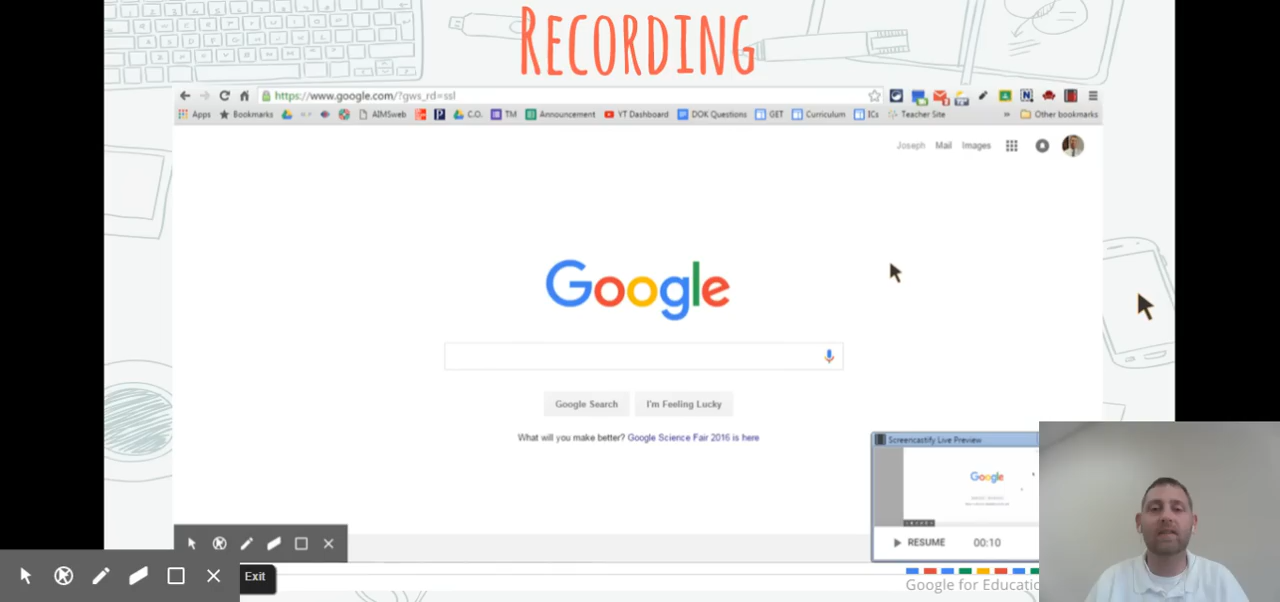 RECORDING
https://www.google.com/?gws_rd=ssl
Apps Bookmarks AIMSweb C.O. TM Announcement YT Dashboard DOK Questions GET Curriculum ICs Teacher Site » Other bookmarks
Joseph Mail Images
Google
Google Search I'm Feeling Lucky
What will you make better? Google Science Fair 2016 is here
Screencastify Live Preview
Google
RESUME 00:10
Exit
Google for Educatio